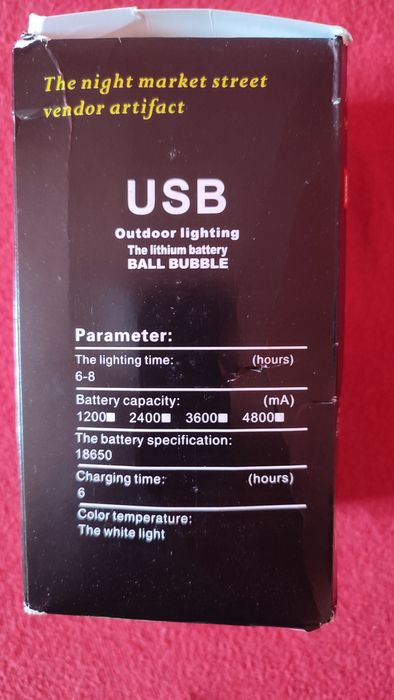 The night market street
vendor artifact
USB
Outdoor lighting
The lithium battery
BALL BUBBLE
Parameter:
The lighting time: (hours)
6-8
Battery capacity: (mA)
1200■ 2400■ 3600■ 4800■
The battery specification:
18650
Charging time: (hours)
6
Color temperature:
The white light